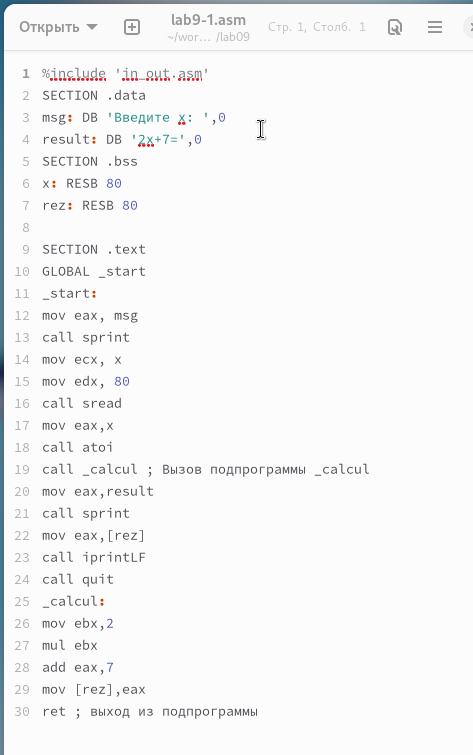 Открыть
lab9-1.asm
~/wor... /lab09
Стр. 1, Столб. 1
1 %include 'in_out.asm'
2 SECTION .data
3 msg: DB 'Введите x: ',0
4 result: DB '2x+7=',0
5 SECTION .bss
6 x: RESB 80
7 rez: RESB 80
8
9 SECTION .text
10 GLOBAL _start
11 _start:
12 mov eax, msg
13 call sprint
14 mov ecx, x
15 mov edx, 80
16 call sread
17 mov eax,x
18 call atoi
19 call _calcul ; Вызов подпрограммы _calcul
20 mov eax,result
21 call sprint
22 mov eax,[rez]
23 call iprintLF
24 call quit
25 _calcul:
26 mov ebx,2
27 mul ebx
28 add eax,7
29 mov [rez],eax
30 ret ; выход из подпрограммы